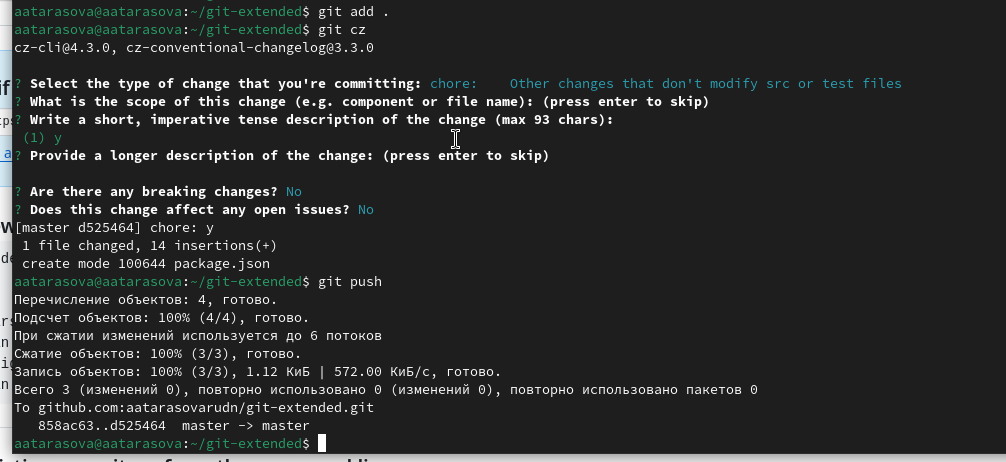 aatarasova@aatarasova:~/git-extended$ git add .
aatarasova@aatarasova:~/git-extended$ git cz
cz-cli@4.3.0, cz-conventional-changelog@3.3.0
? Select the type of change that you're committing: chore:    Other changes that don't modify src or test files
? What is the scope of this change (e.g. component or file name): (press enter to skip)
? Write a short, imperative tense description of the change (max 93 chars):
(1) y
? Provide a longer description of the change: (press enter to skip)
? Are there any breaking changes? No
? Does this change affect any open issues? No
[master d525464] chore: y
1 file changed, 14 insertions(+)
create mode 100644 package.json
aatarasova@aatarasova:~/git-extended$ git push
Перечисление объектов: 4, готово.
Подсчет объектов: 100% (4/4), готово.
При сжатии изменений используется до 6 потоков
Сжатие объектов: 100% (3/3), готово.
Запись объектов: 100% (3/3), 1.12 КиБ | 572.00 КиБ/с, готово.
Всего 3 (изменений 0), повторно использовано 0 (изменений 0), повторно использовано пакетов 0
To github.com:aatarasovarudn/git-extended.git
858ac63..d525464  master -> master
aatarasova@aatarasova:~/git-extended$